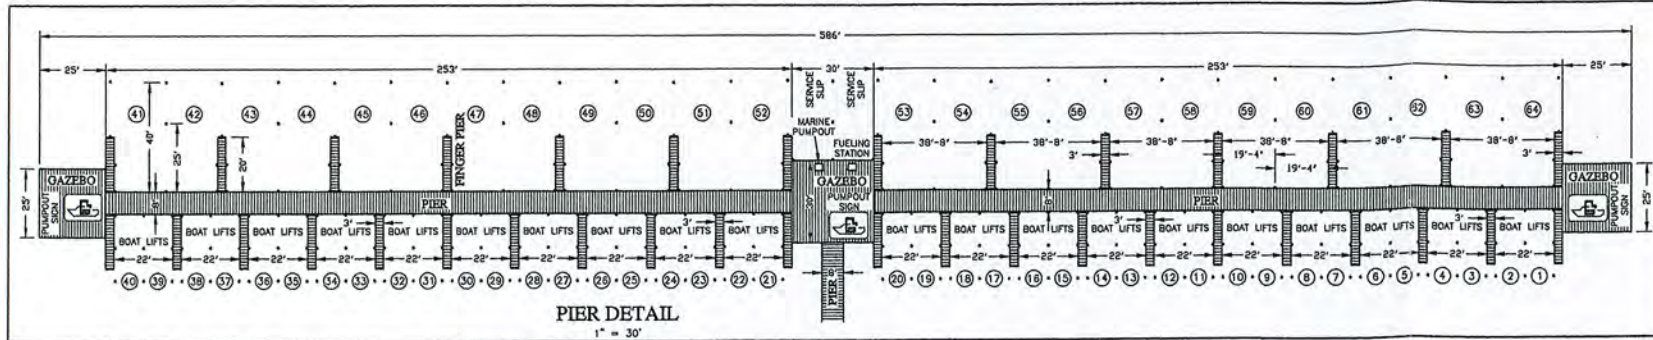 586'
25' 253' 30' 253' 25'
SERVICE SLIP SERVICE SLIP
41 42 43 44 45 46 47 48 49 50 51 52 53 54 55 56 57 58 59 60 61 62 63 64
40' 25' 20'
FINGER PIER
MARINE PUMPOUT
FUELING STATION
38'-8" 38'-8" 38'-8" 38'-8" 38'-8" 38'-8"
3' 19'-4" 19'-4" 3'
GAZEBO GAZEBO GAZEBO
25' PUMPOUT SIGN 8' PIER 30' PUMPOUT SIGN 8' PIER PUMPOUT SIGN 25'
3' 3' 3' 3'
BOAT LIFTS BOAT LIFTS BOAT LIFTS BOAT LIFTS BOAT LIFTS BOAT LIFTS BOAT LIFTS BOAT LIFTS BOAT LIFTS BOAT LIFTS BOAT LIFTS BOAT LIFTS BOAT LIFTS BOAT LIFTS BOAT LIFTS BOAT LIFTS BOAT LIFTS BOAT LIFTS BOAT LIFTS BOAT LIFTS
22' 22' 22' 22' 22' 22' 22' 22' 22' 22' 22' 22' 22' 22' 22' 22' 22' 22' 22' 22'
40 39 38 37 36 35 34 33 32 31 30 29 28 27 26 25 24 23 22 21 8' 20 19 18 17 16 15 14 13 12 11 10 9 8 7 6 5 4 3 2 1
PIER
PIER DETAIL
1" = 30'